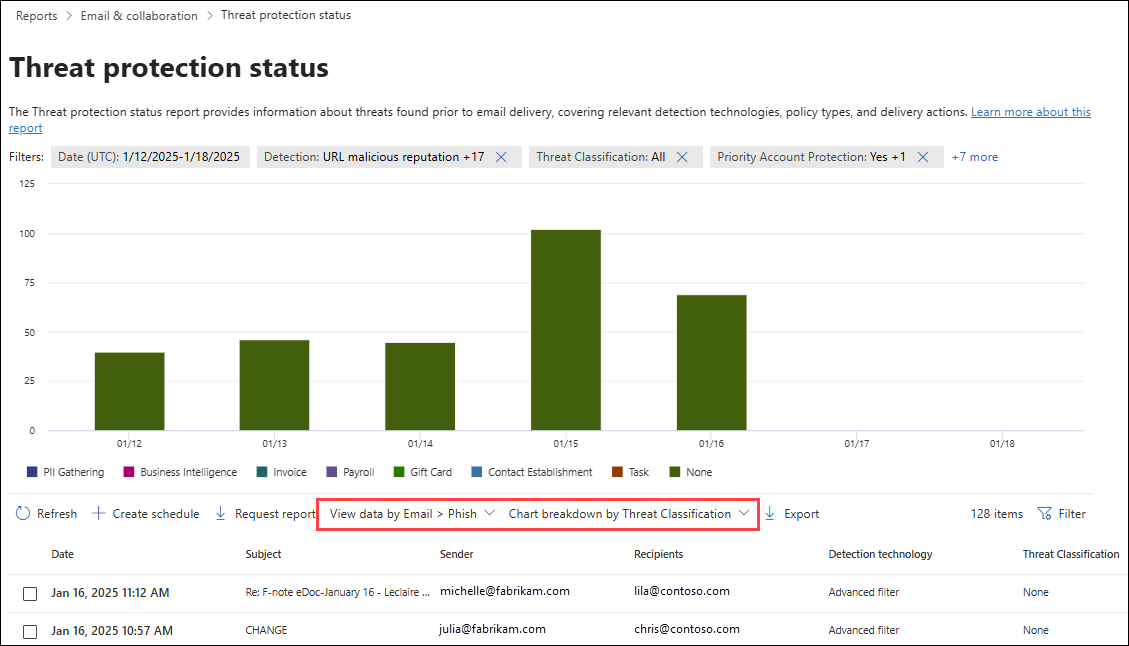 Reports > Email & collaboration > Threat protection status
Threat protection status
The Threat protection status report provides information about threats found prior to email delivery, covering relevant detection technologies, policy types, and delivery actions. Learn more about this
report
Filters: Date (UTC): 1/12/2025-1/18/2025 Detection: URL malicious reputation +17 Threat Classification: All Priority Account Protection: Yes +1 +7 more
125
100
75
50
25
0
01/12 01/13 01/14 01/15 01/16 01/17 01/18
PII Gathering Business Intelligence Invoice Payroll Gift Card Contact Establishment Task None
Refresh Create schedule Request report View data by Email > Phish Chart breakdown by Threat Classification Export 128 items Filter
Date Subject Sender Recipients Detection technology Threat Classification
Jan 16, 2025 11:12 AM Re: F-note eDoc-January 16 - Leclaire ... michelle@fabrikam.com lila@contoso.com Advanced filter None
Jan 16, 2025 10:57 AM CHANGE julia@fabrikam.com chris@contoso.com Advanced filter None